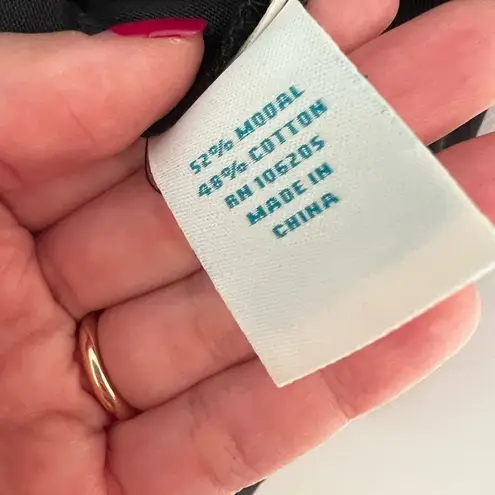 52% MODAL
48% COTTON
RN 106205
MADE IN
CHINA